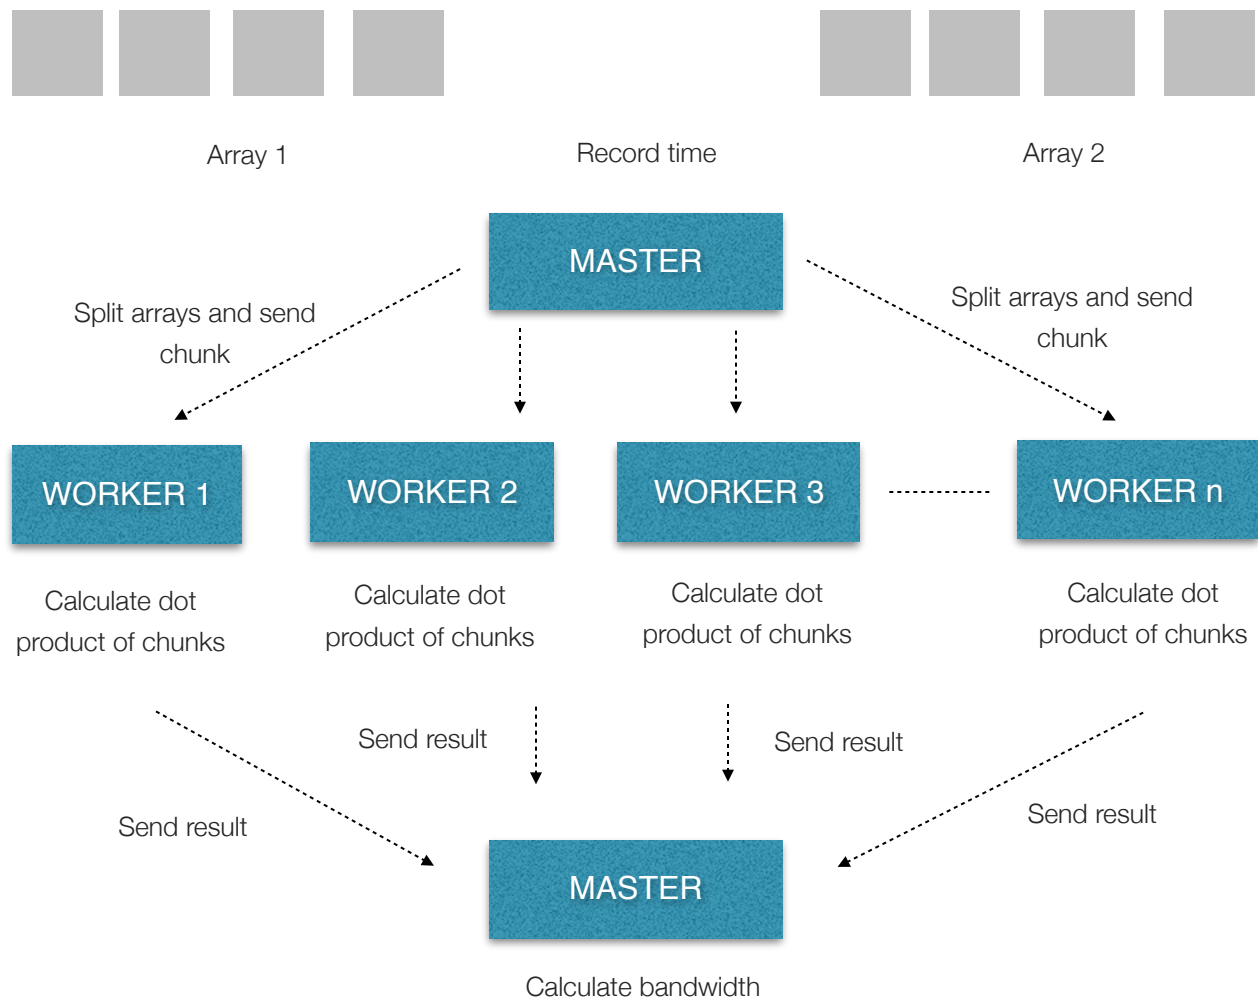 Array 1
Record time
Array 2
MASTER
Split arrays and send
chunk
Split arrays and send
chunk
WORKER 1
WORKER 2
WORKER 3
WORKER n
Calculate dot
product of chunks
Calculate dot
product of chunks
Calculate dot
product of chunks
Calculate dot
product of chunks
Send result
Send result
Send result
Send result
MASTER
Calculate bandwidth